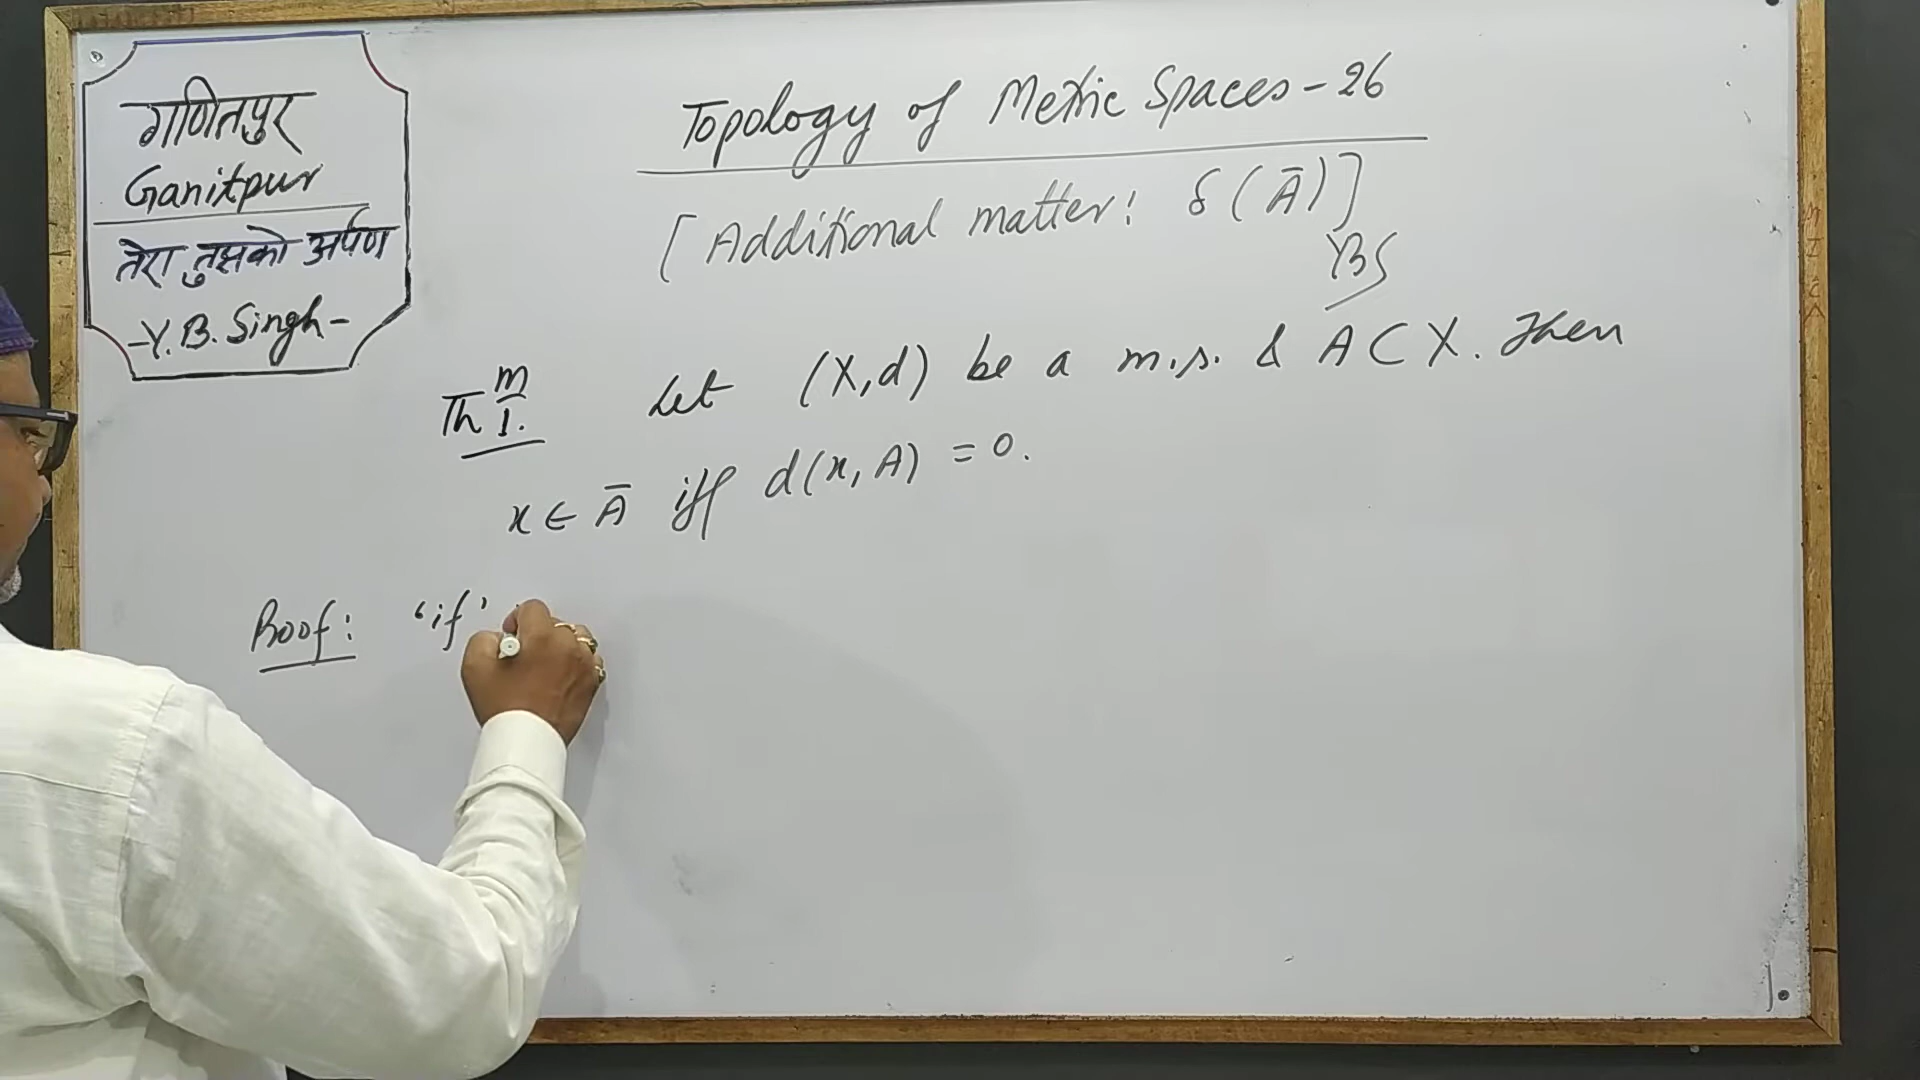 गणितपुर
Ganitpur
तेरा तुझको अर्पण
-Y. B. Singh-
Topology of Metric Spaces-26
[Additional matter: δ(Ā)]
YBS
Thm 1. Let (X,d) be a m.s. & A⊂X. Then
x∈Ā iff d(x,A) =0.
Proof: 'if'